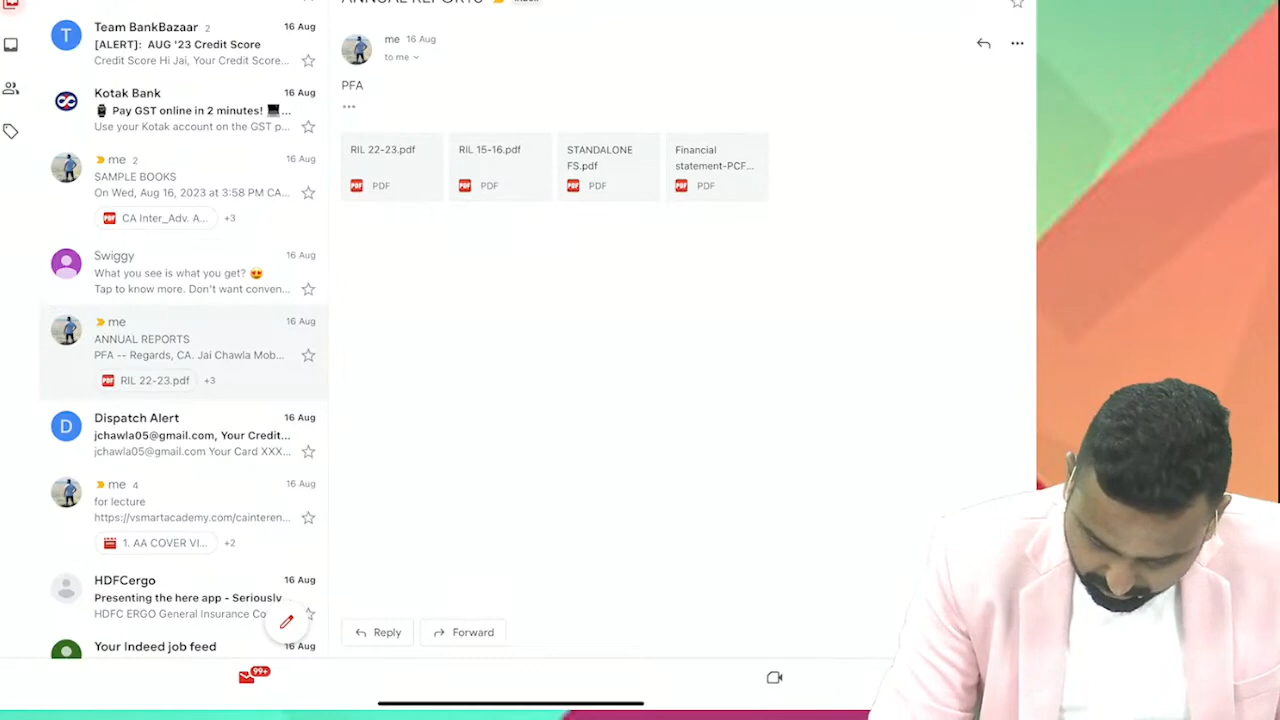 ANNUAL REPORTS
Team BankBazaar 2 16 Aug
[ALERT]: AUG '23 Credit Score
Credit Score Hi Jai, Your Credit Score...
Kotak Bank 16 Aug
Pay GST online in 2 minutes! ...
Use your Kotak account on the GST p...
me 2 16 Aug
SAMPLE BOOKS
On Wed, Aug 16, 2023 at 3:58 PM CA...
PDF CA Inter_Adv. A... +3
Swiggy 16 Aug
What you see is what you get? 😍
Tap to know more. Don't want conven...
me 16 Aug
ANNUAL REPORTS
PFA -- Regards, CA. Jai Chawla Mob...
PDF RIL 22-23.pdf +3
Dispatch Alert 16 Aug
jchawla05@gmail.com, Your Credit...
jchawla05@gmail.com Your Card XXX...
me 4 16 Aug
for lecture
https://vsmartacademy.com/cainteren...
1. AA COVER VI... +2
HDFCergo 16 Aug
Presenting the here app - Seriously
HDFC ERGO General Insurance Co
Your Indeed job feed 16 Aug
T
D
me 16 Aug
to me
PFA
RIL 22-23.pdf
PDF PDF
RIL 15-16.pdf
PDF PDF
STANDALONE
FS.pdf
PDF PDF
Financial
statement-PCF...
PDF PDF
Reply
Forward
99+